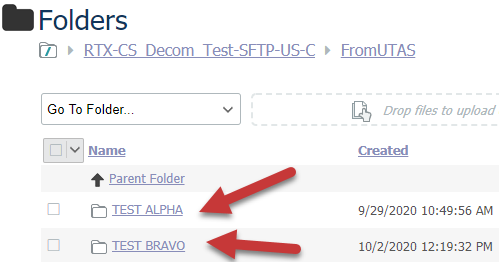 Folders
/ RTX-CS_Decom_Test-SFTP-US-C FromUTAS
Go To Folder... Drop files to upload
Name Created
Parent Folder
TEST ALPHA 9/29/2020 10:49:56 AM
TEST BRAVO 10/2/2020 12:19:32 PM